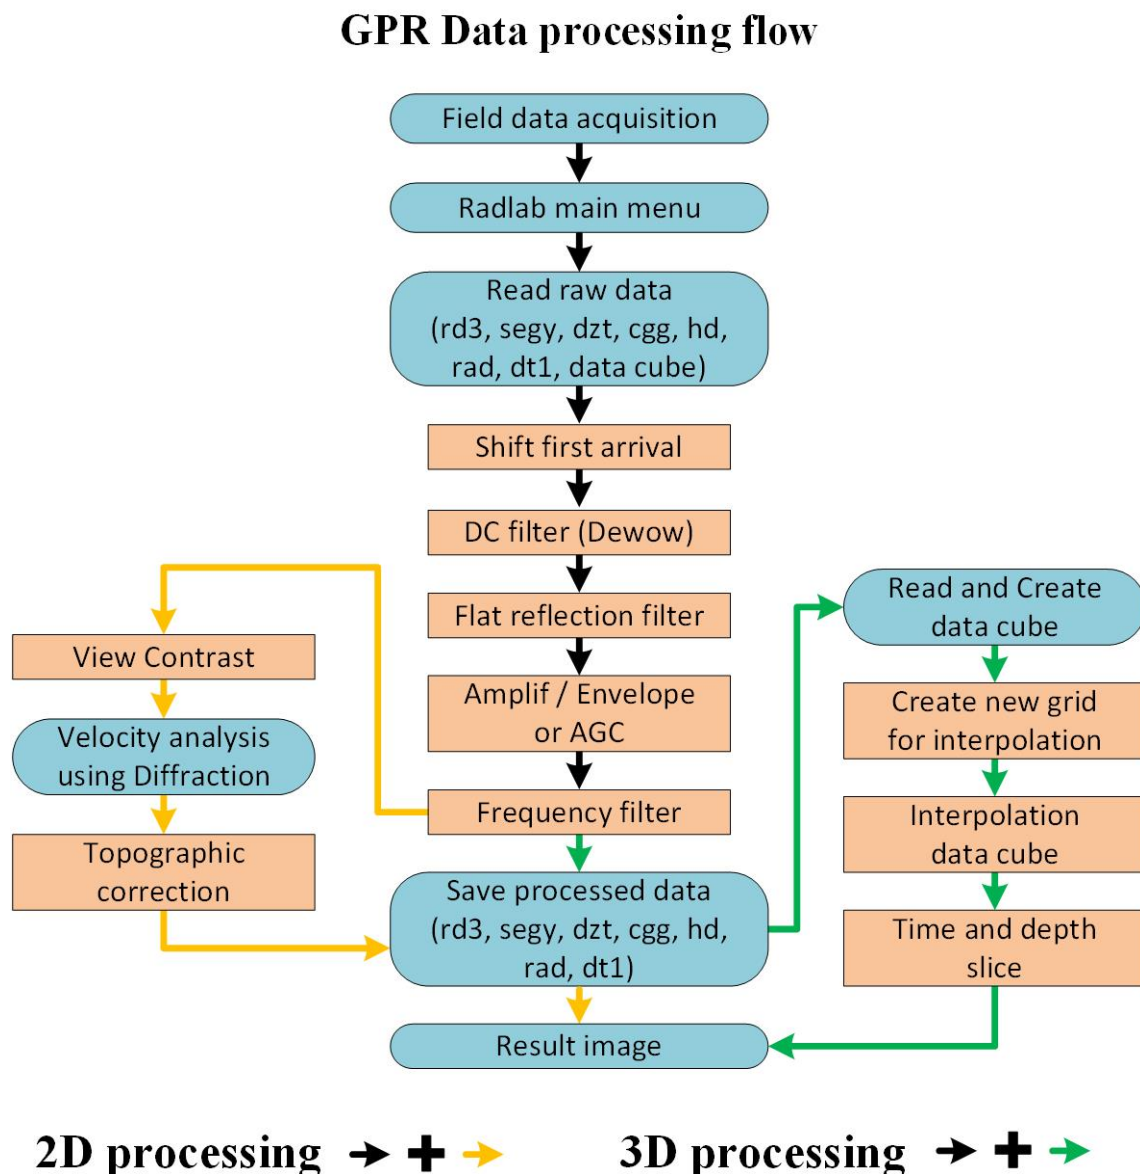 GPR Data processing flow
Field data acquisition
Radlab main menu
Read raw data
(rd3, segy, dzt, cgg, hd,
rad, dt1, data cube)
Shift first arrival
DC filter (Dewow)
Flat reflection filter
Amplif / Envelope
or AGC
Frequency filter
View Contrast
Velocity analysis
using Diffraction
Topographic
correction
Save processed data
(rd3, segy, dzt, cgg, hd,
rad, dt1)
Read and Create
data cube
Create new grid
for interpolation
Interpolation
data cube
Time and depth
slice
Result image
2D processing
3D processing